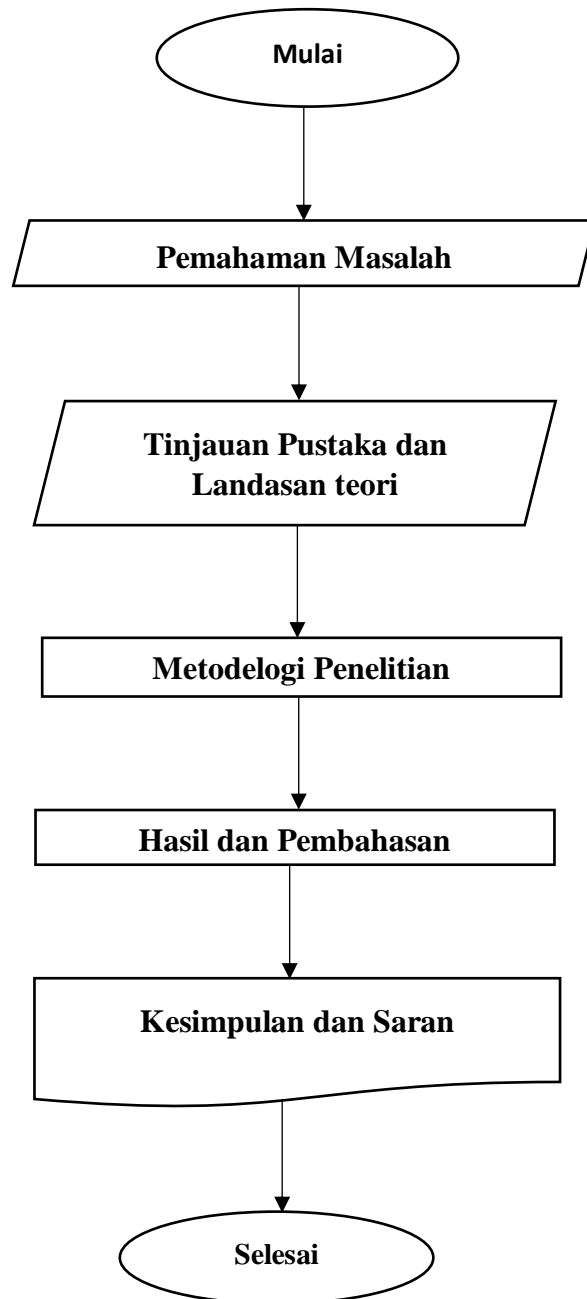 Mulai
Pemahaman Masalah
Tinjauan Pustaka dan
Landasan teori
Metodelogi Penelitian
Hasil dan Pembahasan
Kesimpulan dan Saran
Selesai